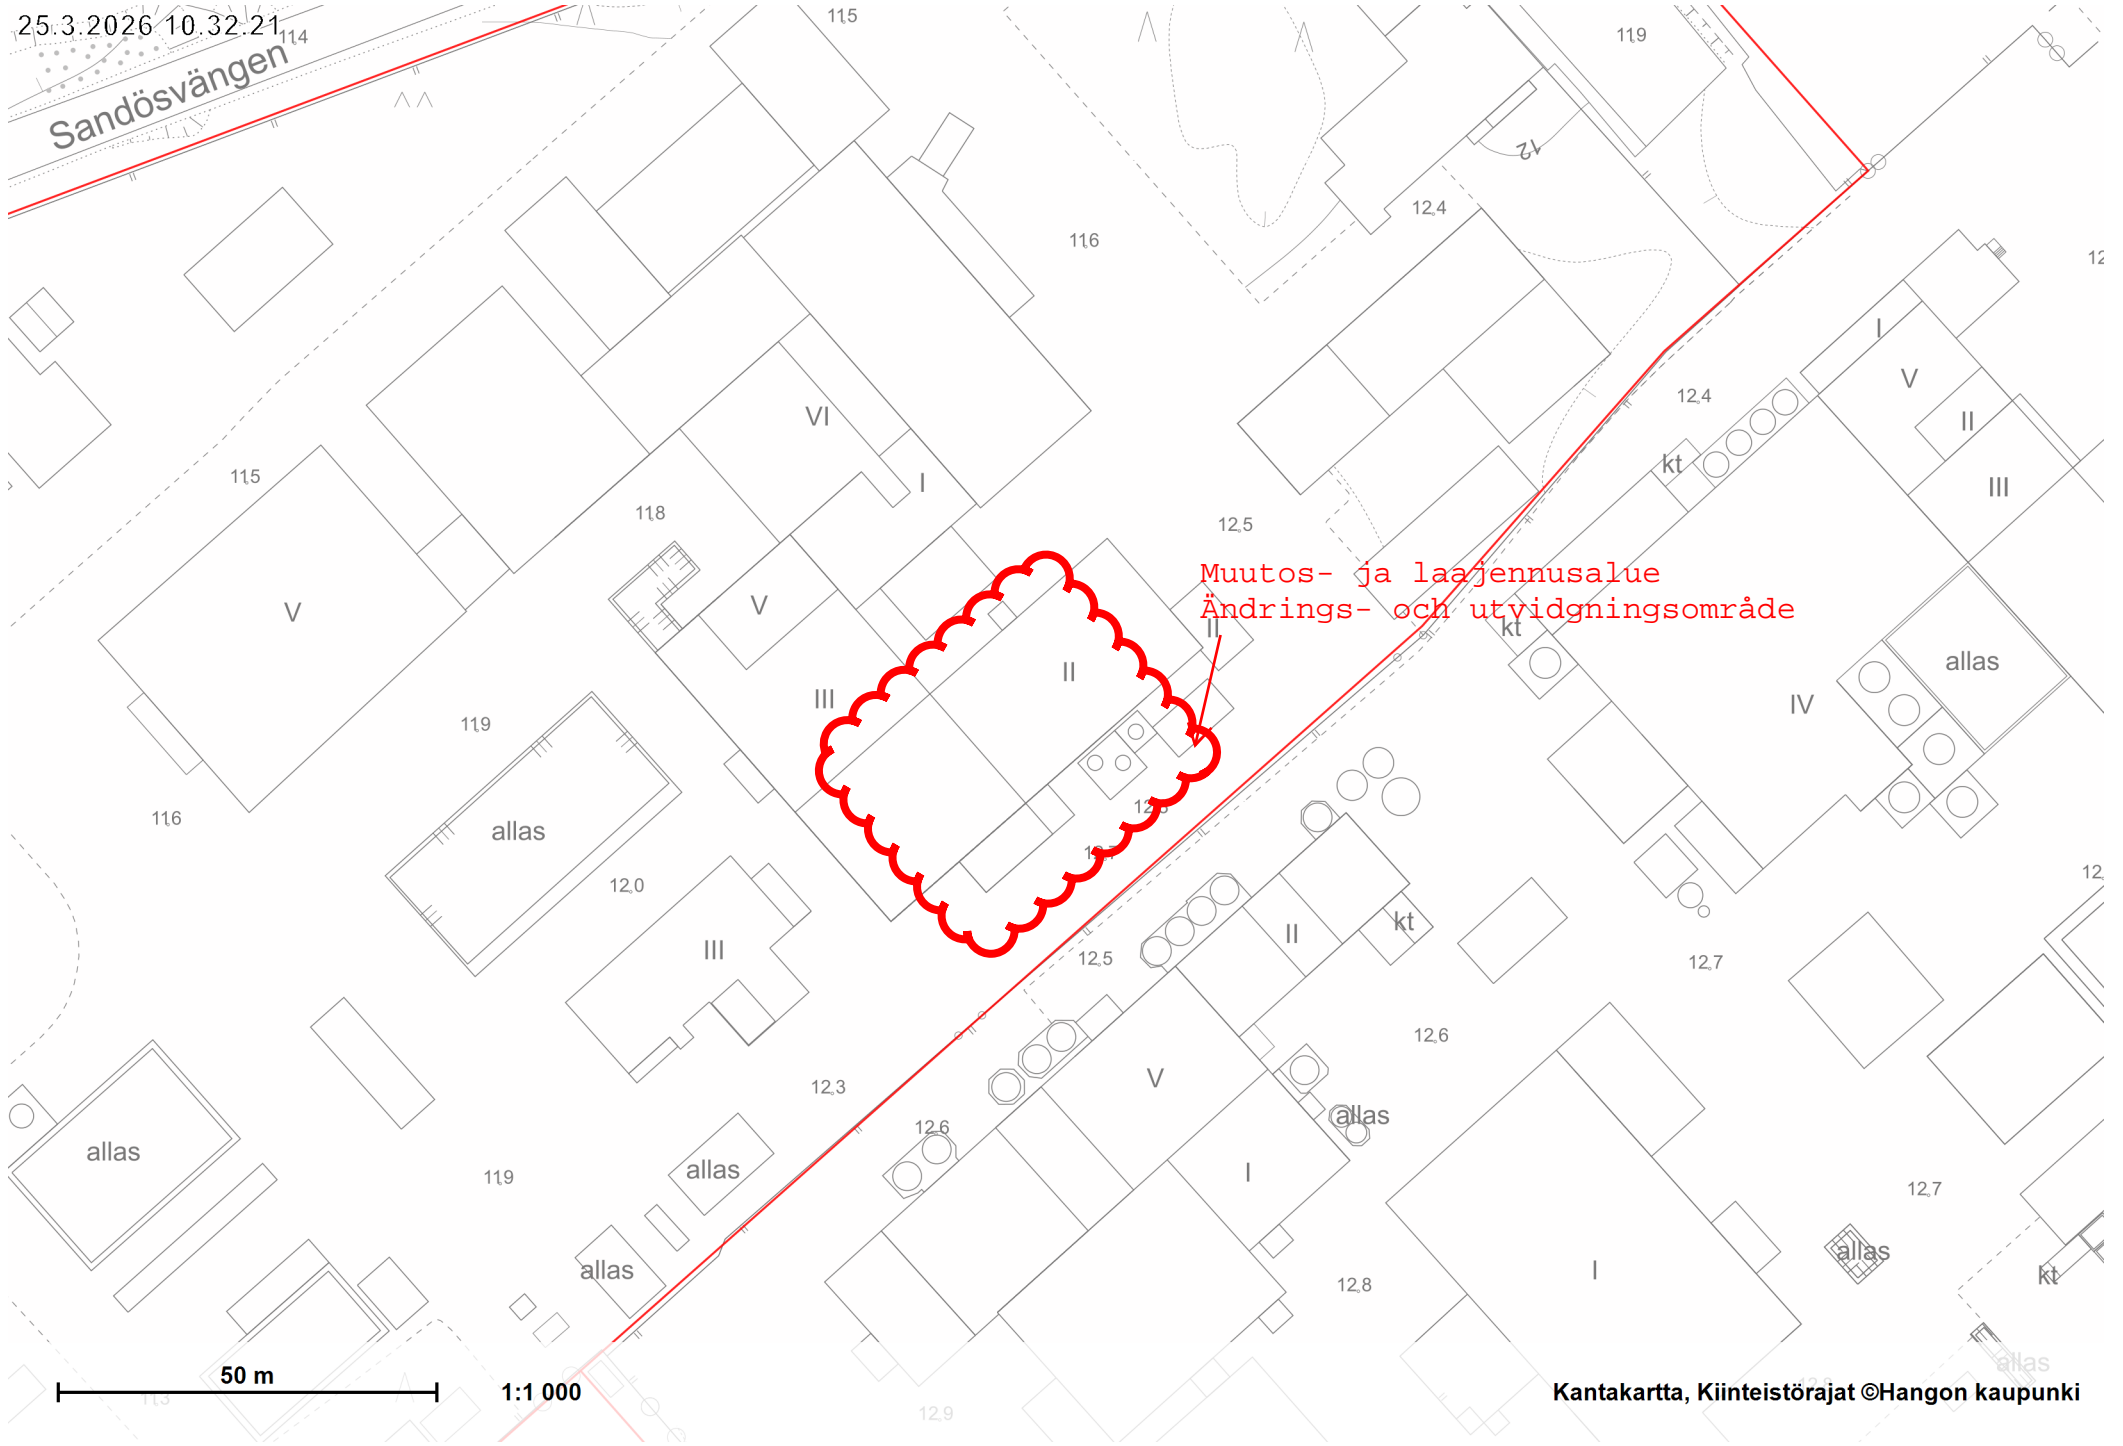 25.3.2026 10.32.21
114
115
119
Sandösvängen
12
12,4
116
12
I
V
12,4
VI
II
kt
115
I
III
118
12,5
Muutos- ja laajennusalue
Ändrings- och utvidgningsområde
V
V
II
kt
allas
II
III
IV
119
116
allas
12,0
III
II
kt
12,5
12,7
12,6
V
12,3
allas
12,6
allas
allas
I
119
12,7
allas
allas
I
kt
12,8
allas
50 m
1:1 000
113
12,9
Kantakartta, Kiinteistörajat ©Hangon kaupunki